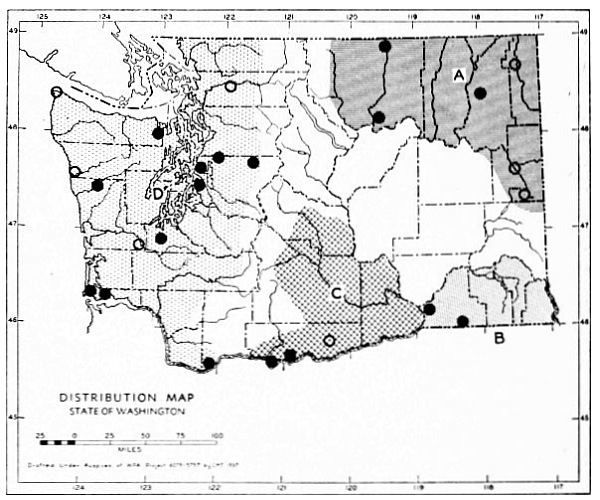 125 124 123 122 121 120 119 118 117
49 49
A
48 48
D
47 47
C
46 46
B
DISTRIBUTION MAP
STATE OF WASHINGTON
45 45
25 0 25 50 75 100
MILES
Drafted Under Auspices of WPA Project
124 123 122 121 120 119 118 117